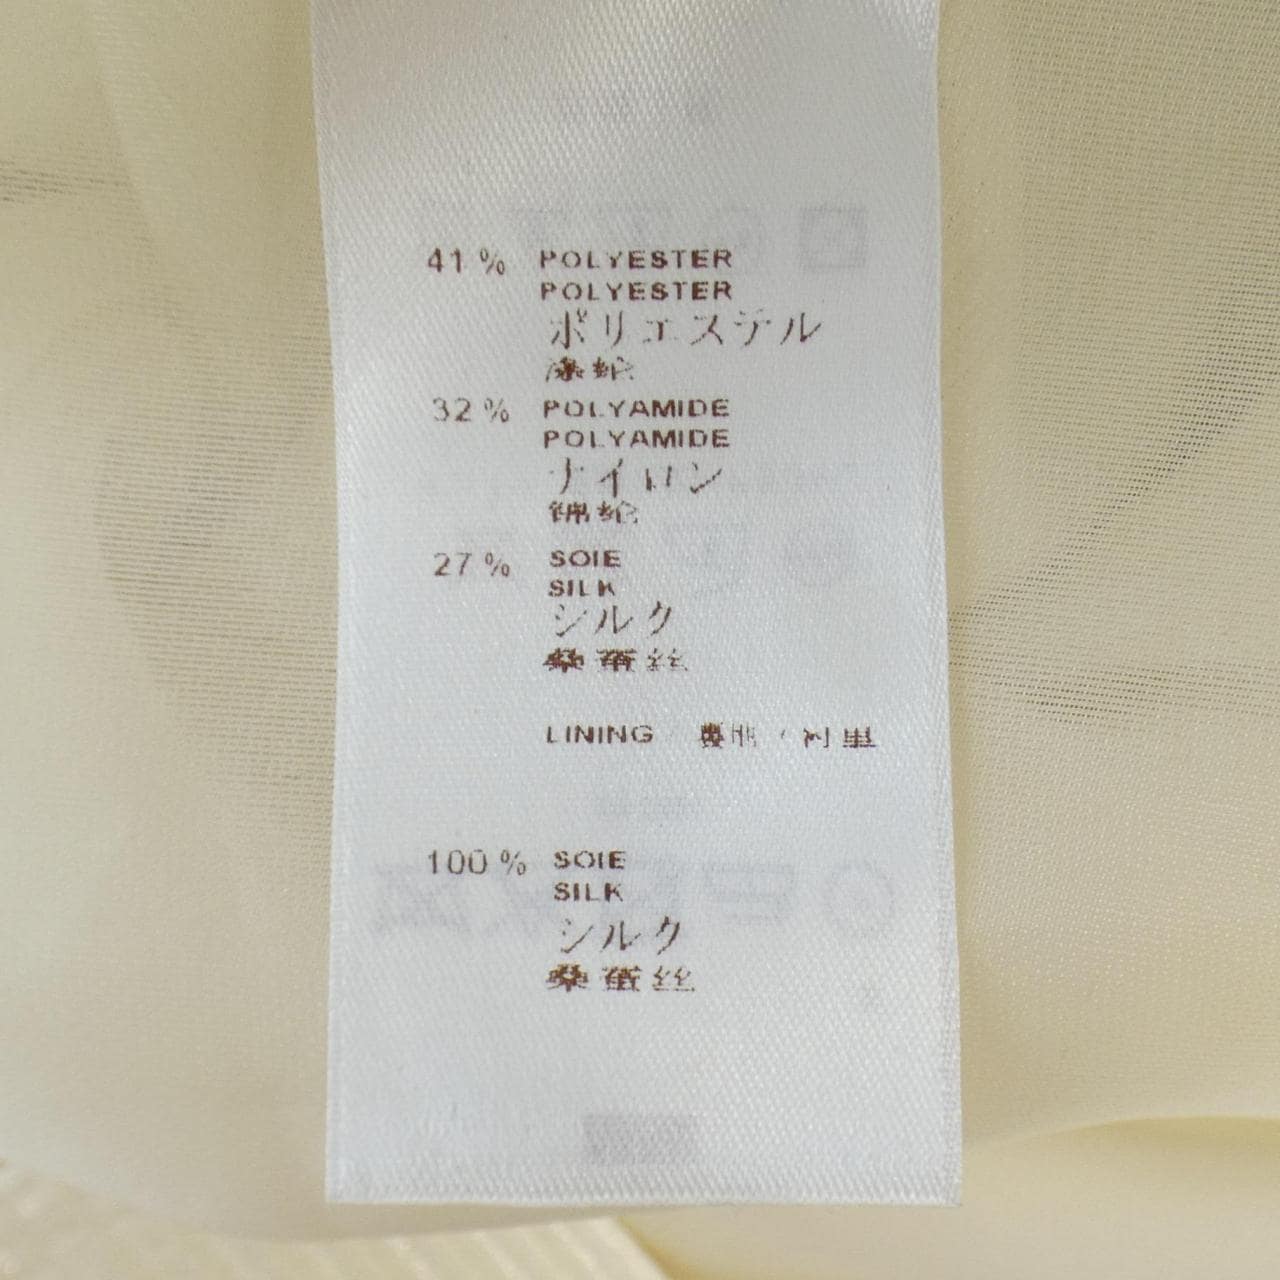 41 % POLYESTER
POLYESTER
ポリエステル
涤纶
32 % POLYAMIDE
POLYAMIDE
ナイロン
锦纶
27 % SOIE
SILK
シルク
桑蚕丝
LINING
100 % SOIE
SILK
シルク
桑蚕丝